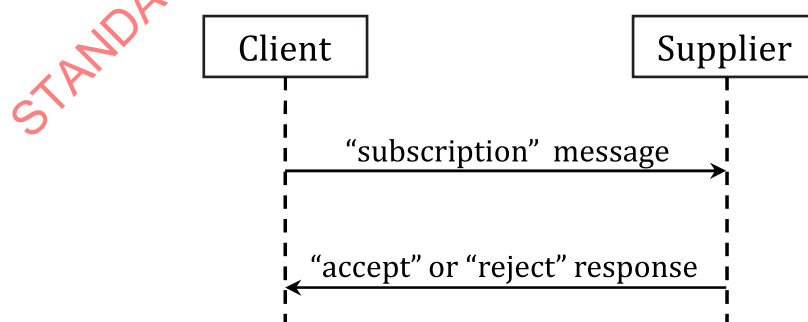 STANDA
Client
Supplier
“subscription” message
“accept” or “reject” response